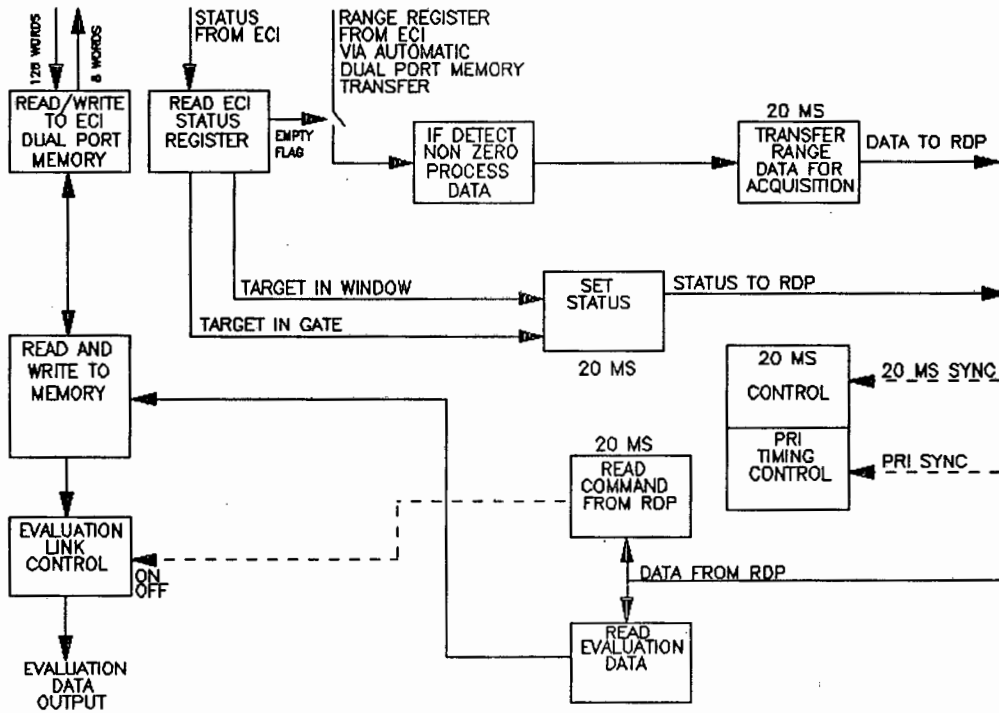 128 WORDS
8 WORDS
STATUS
FROM ECI
RANGE REGISTER
FROM ECI
VIA AUTOMATIC
DUAL PORT MEMORY
TRANSFER
READ/WRITE
TO ECI
DUAL PORT
MEMORY
READ ECI
STATUS
REGISTER
EMPTY
FLAG
IF DETECT
NON ZERO
PROCESS
DATA
20 MS
TRANSFER
RANGE
DATA FOR
ACQUISITION
DATA TO RDP
TARGET IN WINDOW
TARGET IN GATE
SET
STATUS
20 MS
STATUS TO RDP
READ AND
WRITE TO
MEMORY
20 MS
CONTROL
PRI
TIMING
CONTROL
20 MS SYNC
PRI SYNC
20 MS
READ
COMMAND
FROM RDP
EVALUATION
LINK
CONTROL
ON
OFF
DATA FROM RDP
READ
EVALUATION
DATA
EVALUATION
DATA
OUTPUT